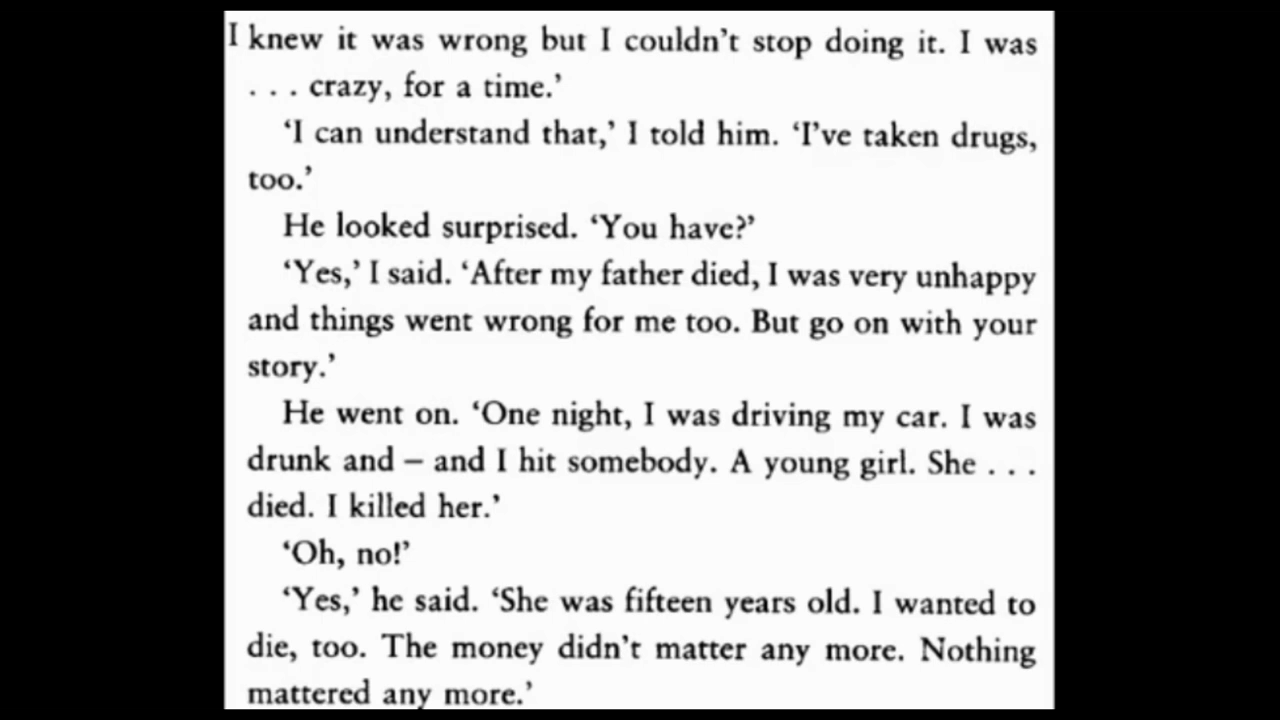 I knew it was wrong but I couldn’t stop doing it. I was
. . . crazy, for a time.’
‘I can understand that,’ I told him. ‘I’ve taken drugs,
too.’
He looked surprised. ‘You have?’
‘Yes,’ I said. ‘After my father died, I was very unhappy
and things went wrong for me too. But go on with your
story.’
He went on. ‘One night, I was driving my car. I was
drunk and – and I hit somebody. A young girl. She . . .
died. I killed her.’
‘Oh, no!’
‘Yes,’ he said. ‘She was fifteen years old. I wanted to
die, too. The money didn’t matter any more. Nothing
mattered any more.’